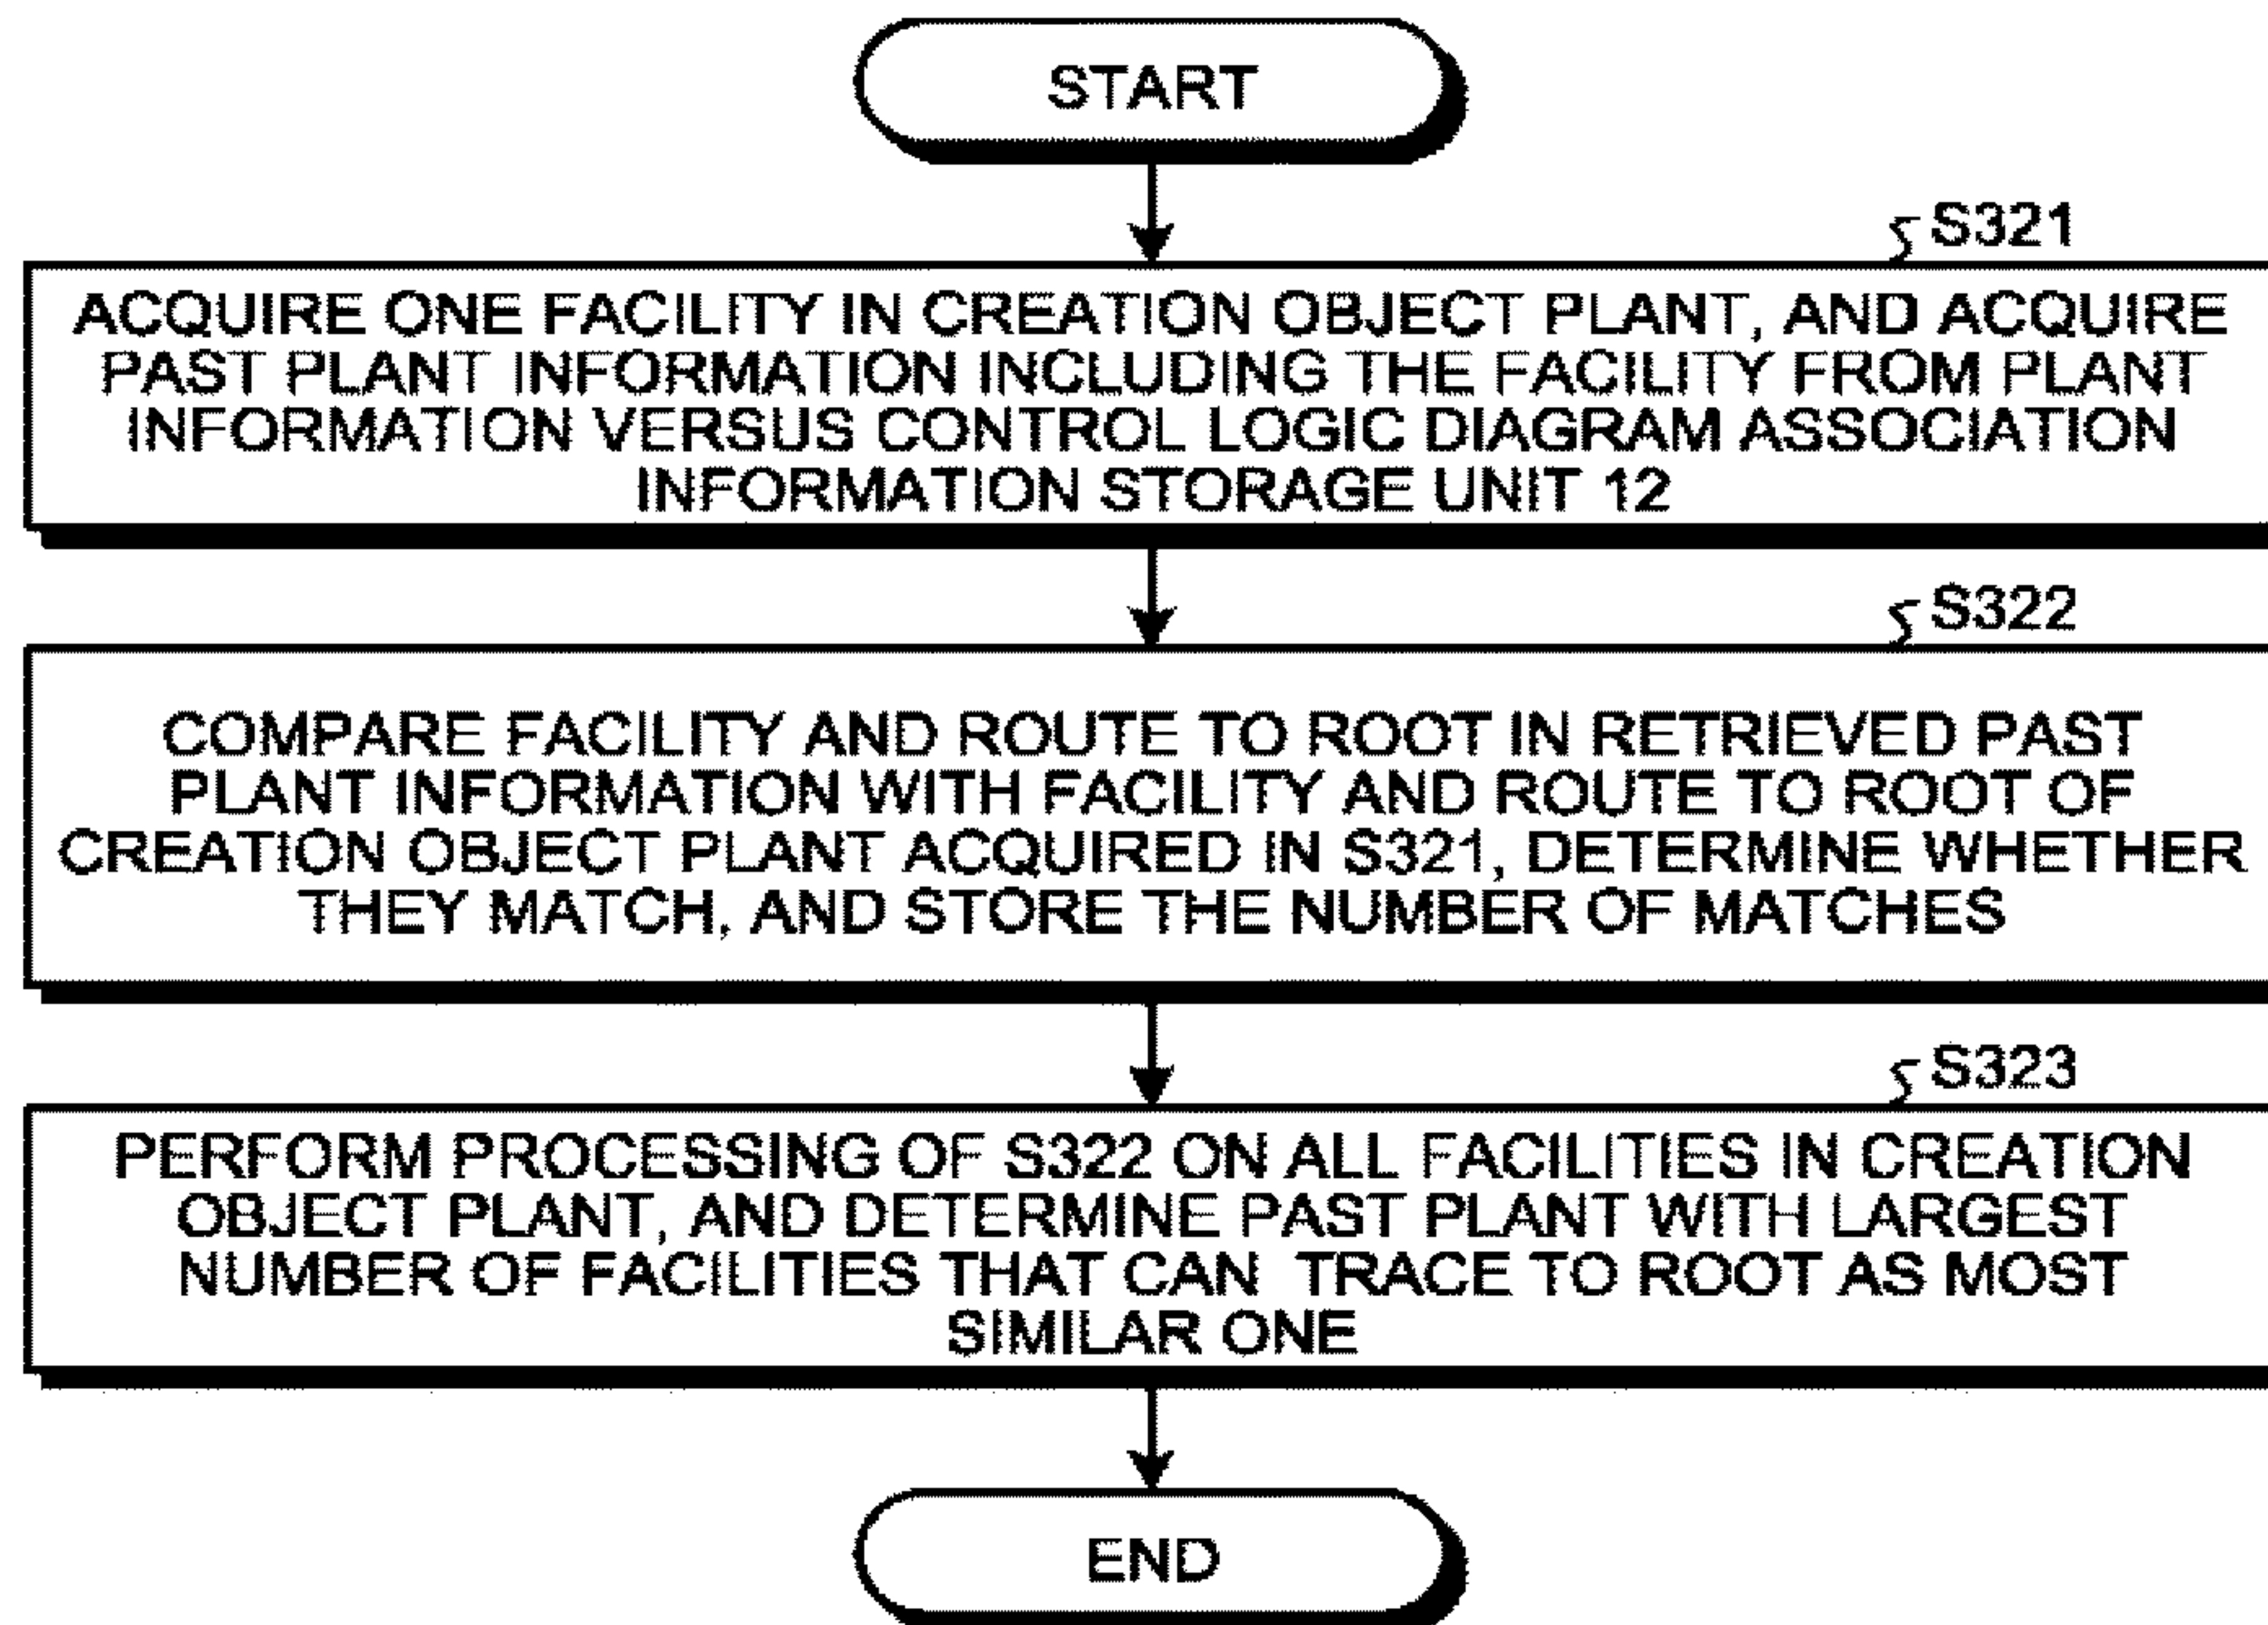 START
S321
ACQUIRE ONE FACILITY IN CREATION OBJECT PLANT, AND ACQUIRE
PAST PLANT INFORMATION INCLUDING THE FACILITY FROM PLANT
INFORMATION VERSUS CONTROL LOGIC DIAGRAM ASSOCIATION
INFORMATION STORAGE UNIT 12
S322
COMPARE FACILITY AND ROUTE TO ROOT IN RETRIEVED PAST
PLANT INFORMATION WITH FACILITY AND ROUTE TO ROOT OF
CREATION OBJECT PLANT ACQUIRED IN S321, DETERMINE WHETHER
THEY MATCH, AND STORE THE NUMBER OF MATCHES
S323
PERFORM PROCESSING OF S322 ON ALL FACILITIES IN CREATION
OBJECT PLANT, AND DETERMINE PAST PLANT WITH LARGEST
NUMBER OF FACILITIES THAT CAN TRACE TO ROOT AS MOST
SIMILAR ONE
END